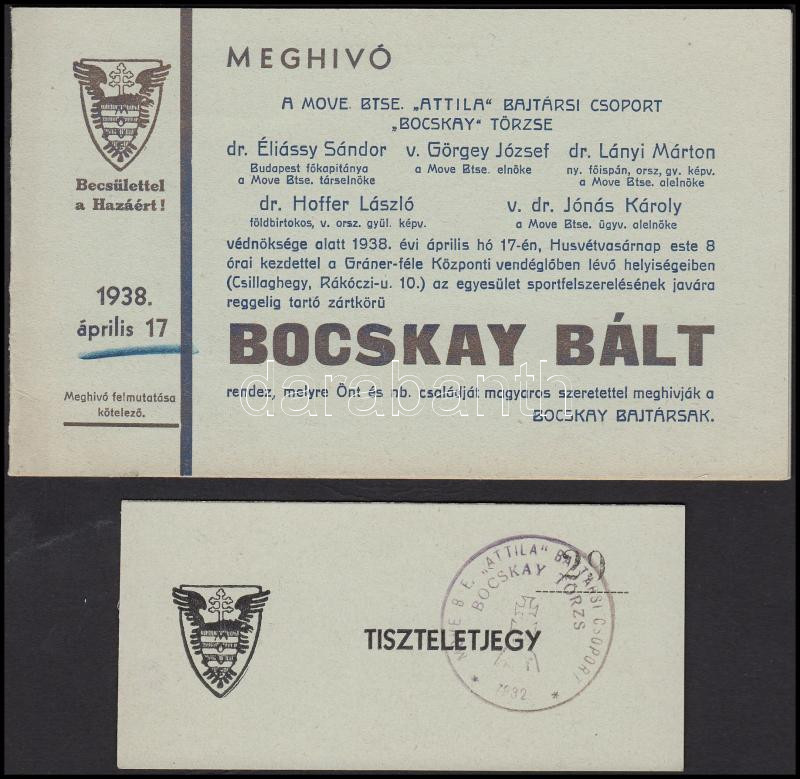 MEGHIVÓ
A MOVE. BTSE. „ATTILA" BAJTÁRSI CSOPORT
„BOCSKAY" TÖRZSE
dr. Éliássy Sándor v. Görgey József dr. Lányi Márton
Budapest főkapitánya a Move Btse. elnöke ny. főispán, orsz, gy. képv.
a Move Btse. társelnöke a Move Btse. alelnöke
dr. Hoffer László v. dr. Jónás Károly
földbirtokos, v. orsz. gyül. képv. a Move Btse. ügyv. alelnöke
védnöksége alatt 1938. évi április hó 17-én, Husvétvasárnap este 8
órai kezdettel a Gráner-féle Központi vendéglőben lévő helyiségeiben
(Csillaghegy, Rákóczi-u. 10.) az egyesület sportfelszerelésének javára
reggelig tartó zártkörü
BOCSKAY BÁLT
rendez, melyre Önt és nb. családját magyaros szeretettel meghivják a
BOCSKAY BAJTÁRSAK.
Becsülettel
a Hazáért!
1938.
április 17
Meghivó felmutatása
kötelező.
darabanth
TISZTELETJEGY
29
„ATTILA" BAJTÁRSI CSOPORT
BOCSKAY TÖRZS
* 1932. *